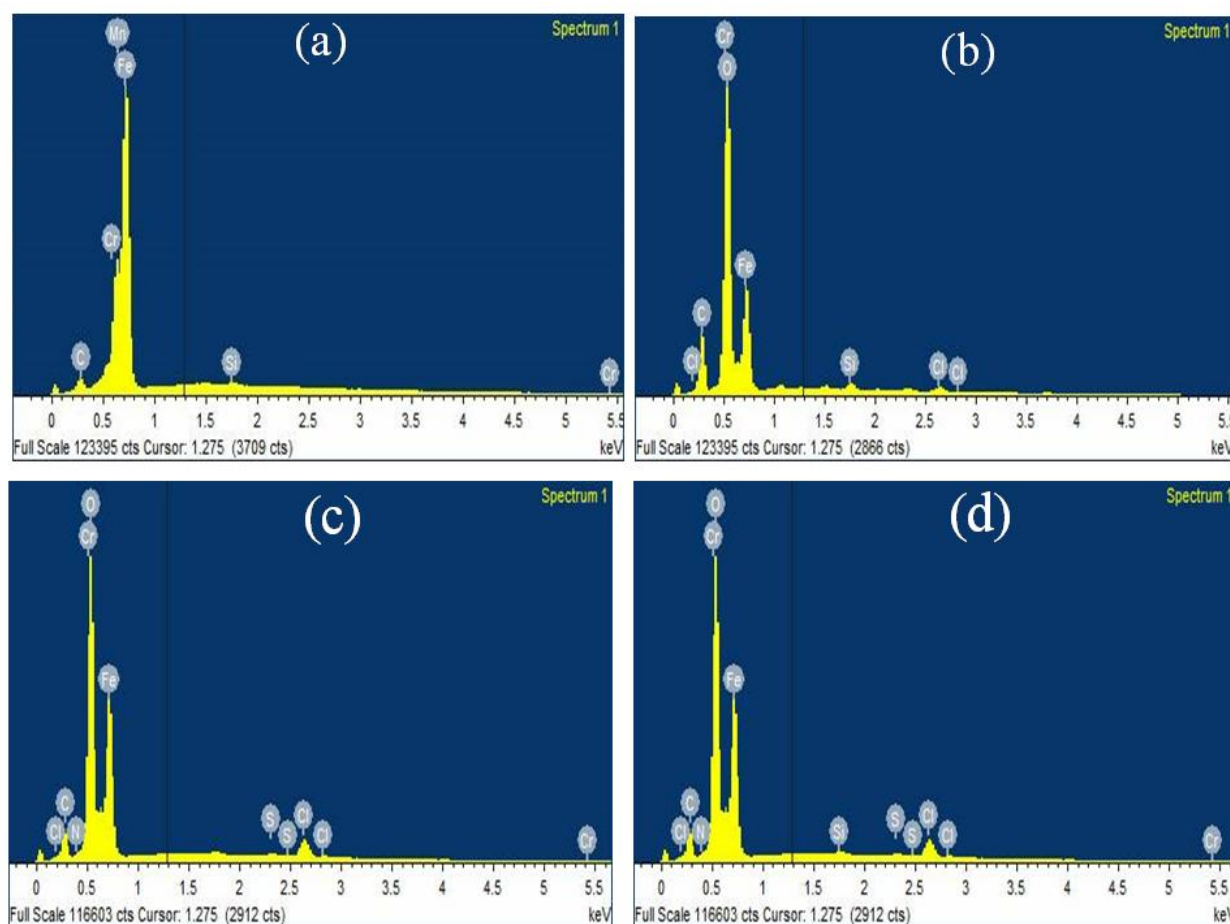 (a)
Spectrum 1
Mn
Fe
Cr
C
Si
Cr
0 0.5 1 1.5 2 2.5 3 3.5 4 4.5 5 5.5
Full Scale 123395 cts Cursor: 1.275 (3709 cts)
keV
(b)
Spectrum 1
Cr
O
Fe
C
Cl
Si
Cl
Cl
0 0.5 1 1.5 2 2.5 3 3.5 4 4.5 5 5.5
Full Scale 123395 cts Cursor: 1.275 (2866 cts)
keV
(c)
Spectrum 1
O
Cr
Fe
C
Cl
N
S
S
Cl
Cl
Cr
0 0.5 1 1.5 2 2.5 3 3.5 4 4.5 5 5.5
Full Scale 116603 cts Cursor: 1.275 (2912 cts)
keV
(d)
Spectrum 1
O
Cr
Fe
C
Cl
N
Si
S
S
Cl
Cl
Cr
0 0.5 1 1.5 2 2.5 3 3.5 4 4.5 5 5.5
Full Scale 116603 cts Cursor: 1.275 (2912 cts)
keV